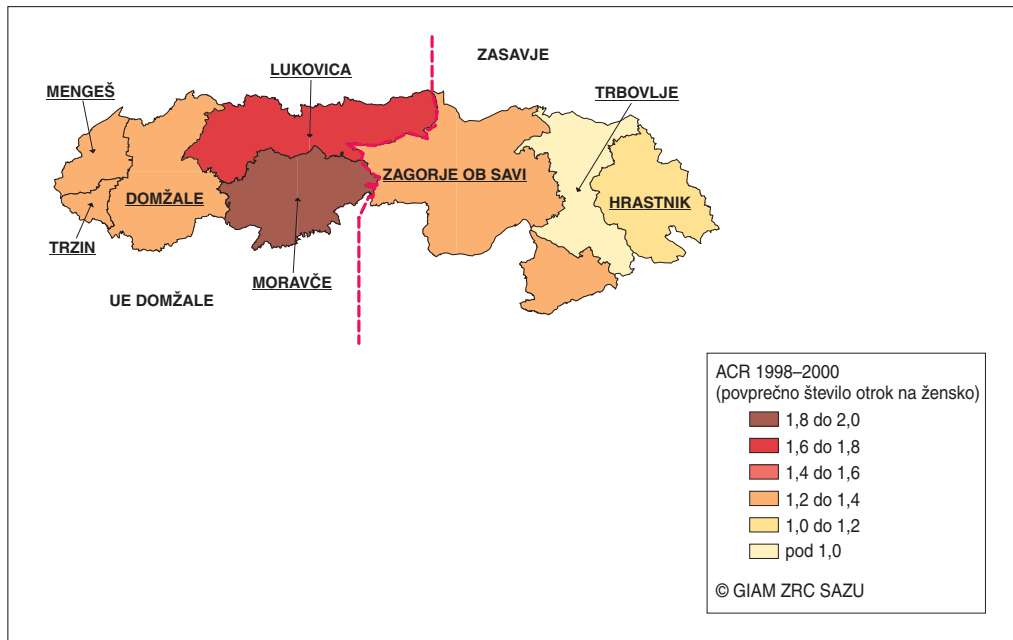 ZASAVJE
LUKOVICA
MENGEŠ
TRBOVLJE
ZAGORJE OB SAVI
DOMŽALE
HRASTNIK
TRZIN
MORAVČE
UE DOMŽALE
ACR 1998–2000
(povprečno število otrok na žensko)
1,8 do 2,0
1,6 do 1,8
1,4 do 1,6
1,2 do 1,4
1,0 do 1,2
pod 1,0
© GIAM ZRC SAZU